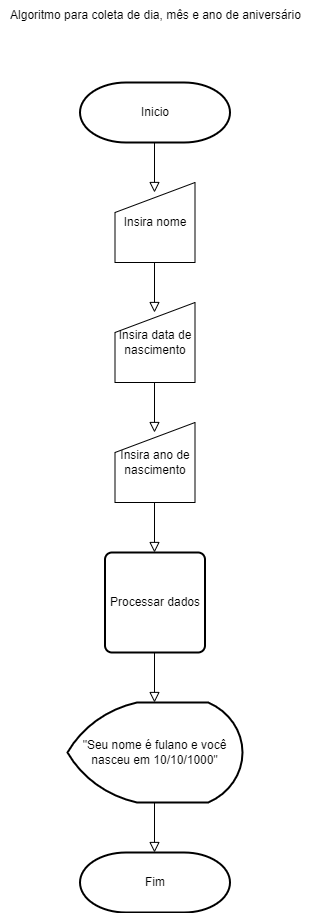 Algoritmo para coleta de dia, mês e ano de aniversário
Inicio
Insira nome
Insira data de
nascimento
Insira ano de
nascimento
Processar dados
"Seu nome é fulano e você
nasceu em 10/10/1000"
Fim